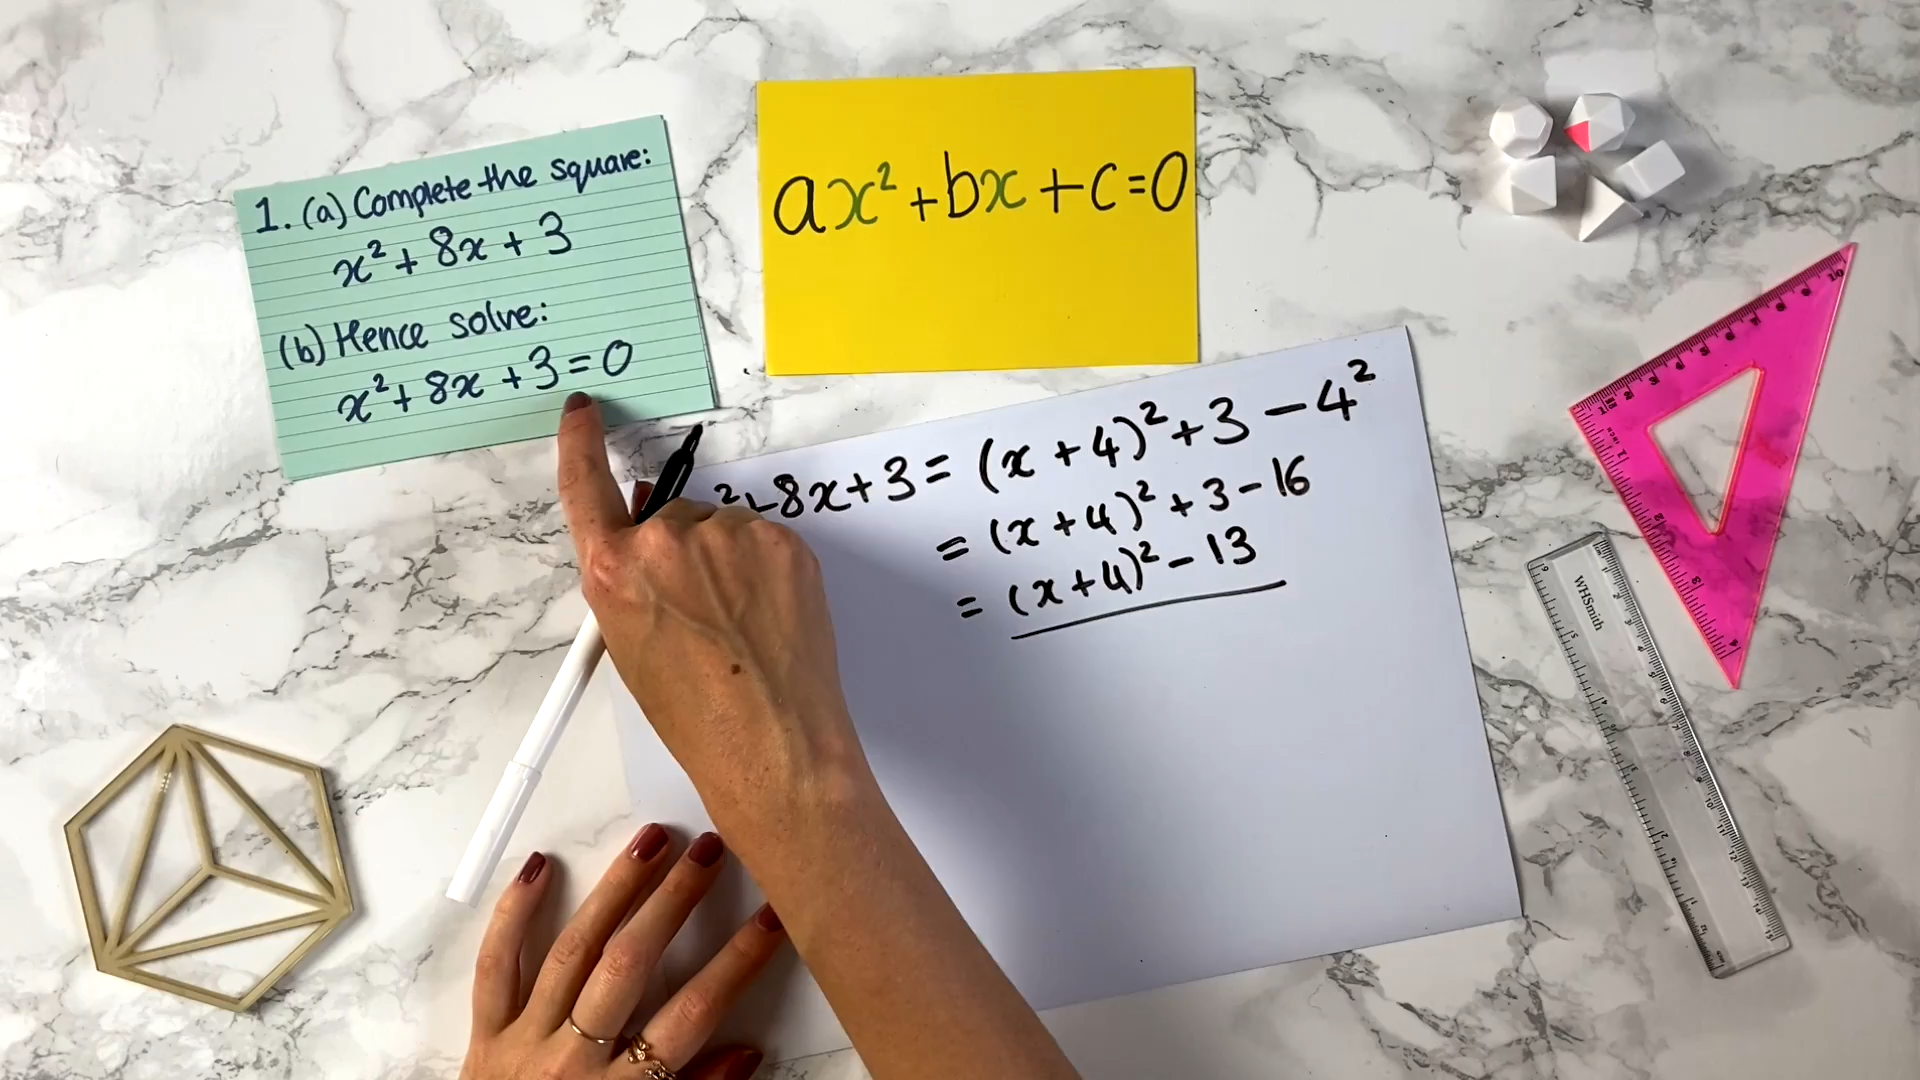 1. (a) Complete the square:
x² + 8x + 3
(b) Hence solve:
x² + 8x + 3 = 0
ax² + bx + c = 0
² + 8x + 3 = (x + 4)² + 3 - 4²
= (x + 4)² + 3 - 16
= (x + 4)² - 13
WHSmith